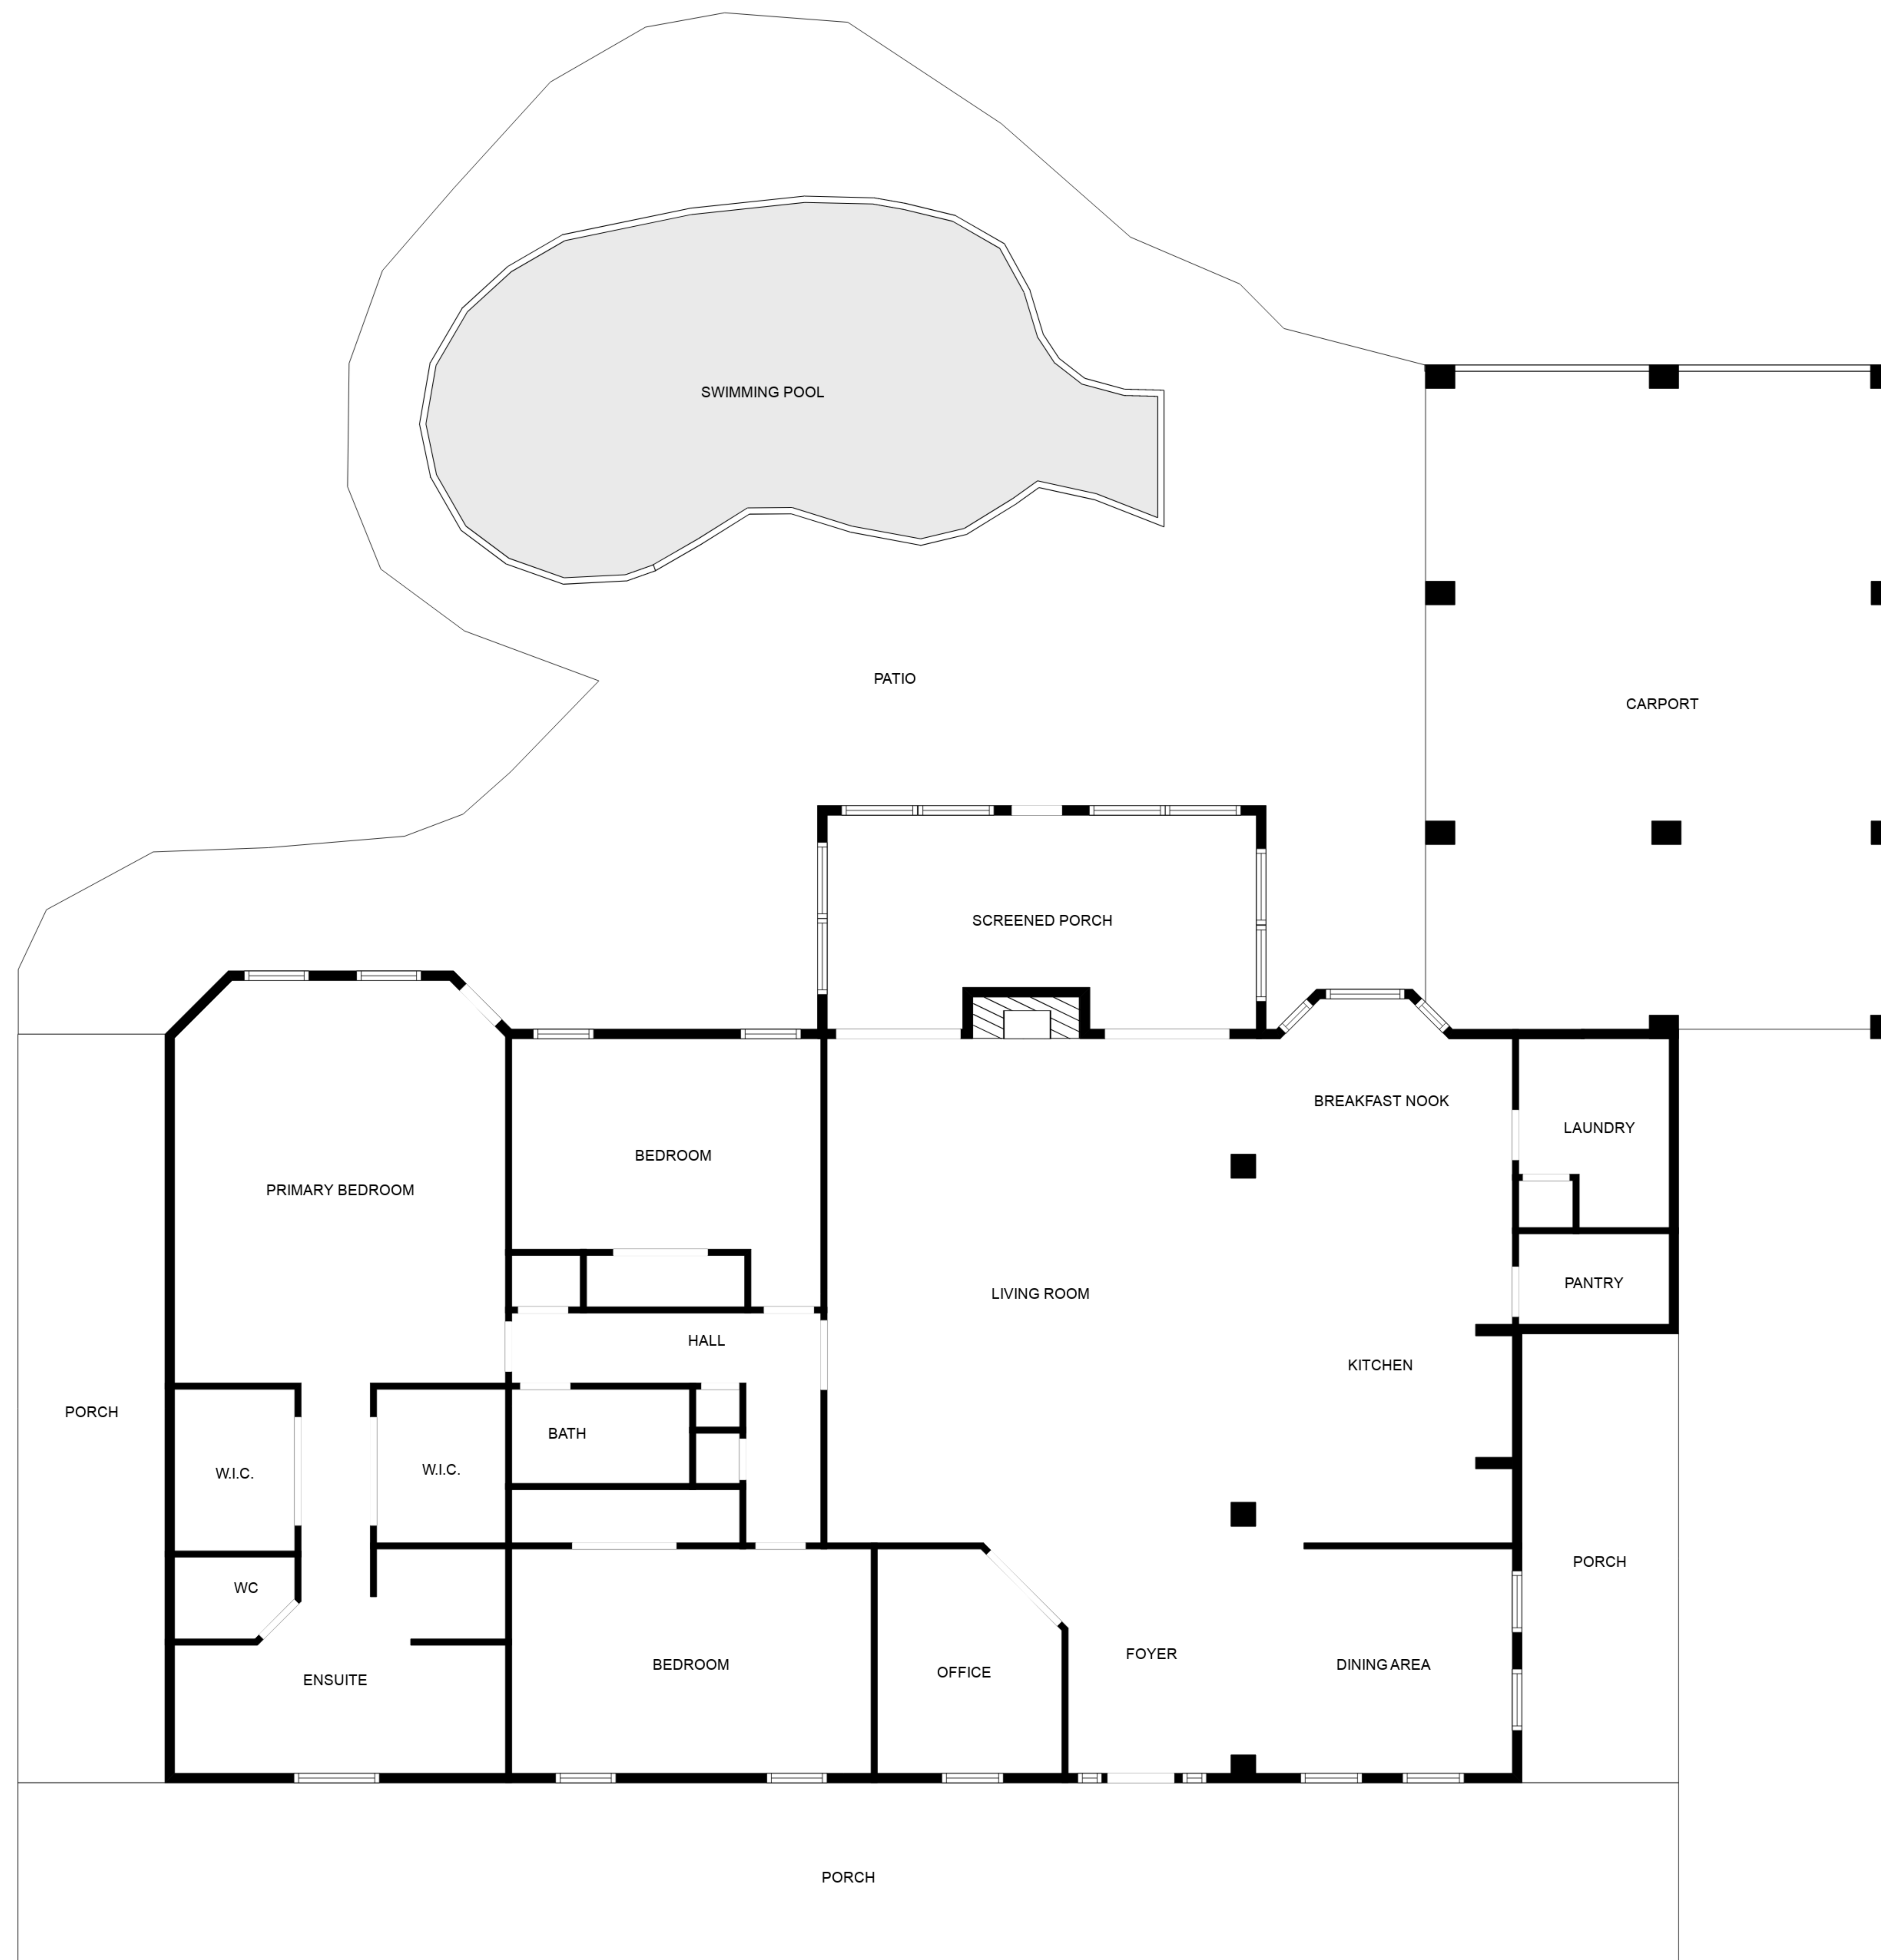 SWIMMING POOL
PATIO
CARPORT
SCREENED PORCH
BREAKFAST NOOK
LAUNDRY
BEDROOM
PRIMARY BEDROOM
PANTRY
LIVING ROOM
HALL
KITCHEN
PORCH
BATH
W.I.C.
W.I.C.
PORCH
WC
FOYER
BEDROOM
DINING AREA
OFFICE
ENSUITE
PORCH